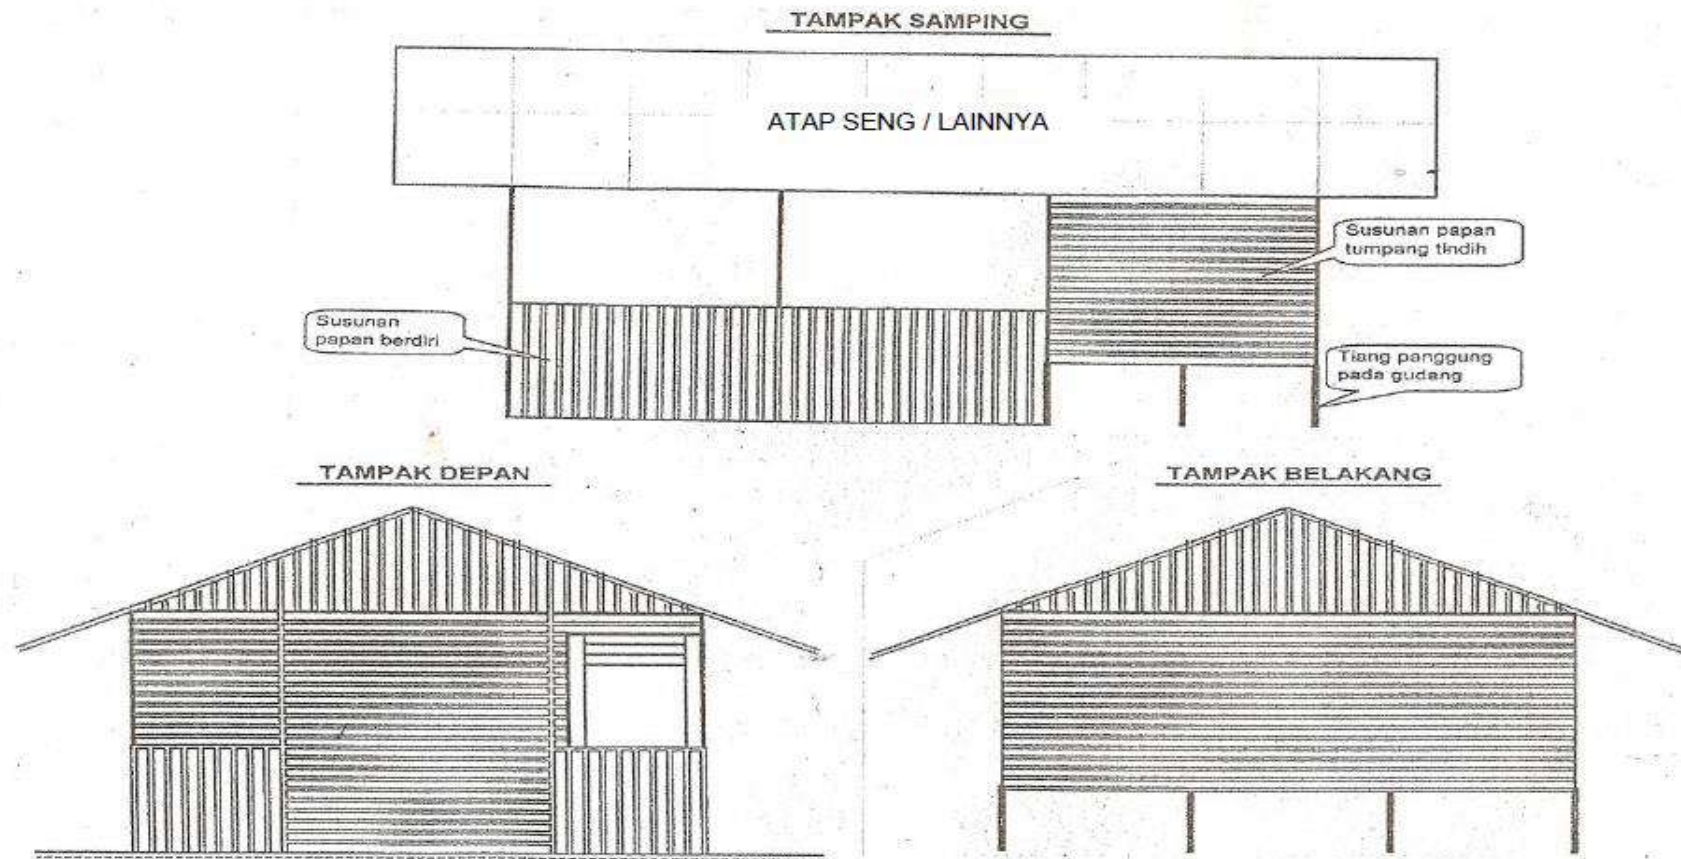 TAMPAK SAMPING
ATAP SENG / LAINNYA
Susunan papan
tumpang tindih
Susunan
papan berdiri
Tiang panggung
pada gudang
TAMPAK DEPAN
TAMPAK BELAKANG